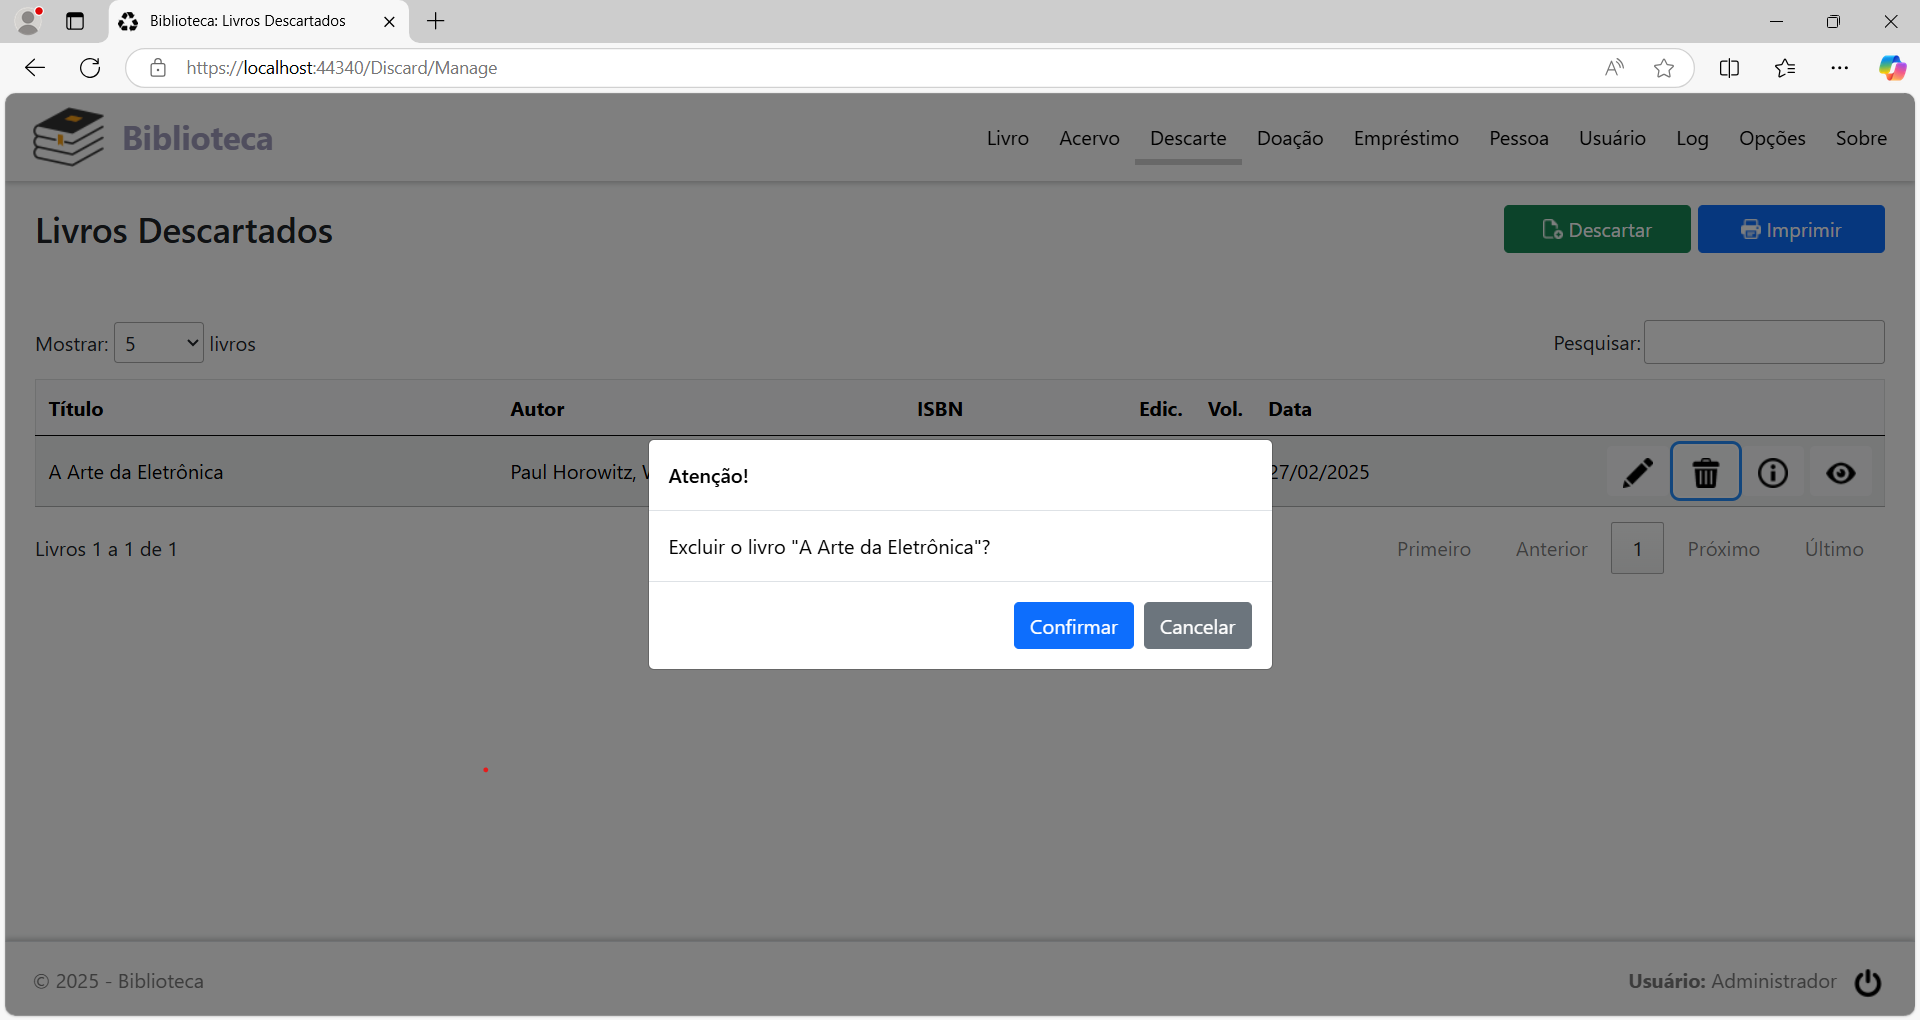 Biblioteca: Livros Descartados
https://localhost:44340/Discard/Manage
Biblioteca
Livro Acervo Descarte Doação Empréstimo Pessoa Usuário Log Opções Sobre
Livros Descartados
Descartar Imprimir
Mostrar: 5 livros
Pesquisar:
Título Autor ISBN Edic. Vol. Data
A Arte da Eletrônica Paul Horowitz, 27/02/2025
Atenção!
Excluir o livro "A Arte da Eletrônica"?
Confirmar Cancelar
Livros 1 a 1 de 1
Primeiro Anterior 1 Próximo Último
© 2025 - Biblioteca
Usuário: Administrador